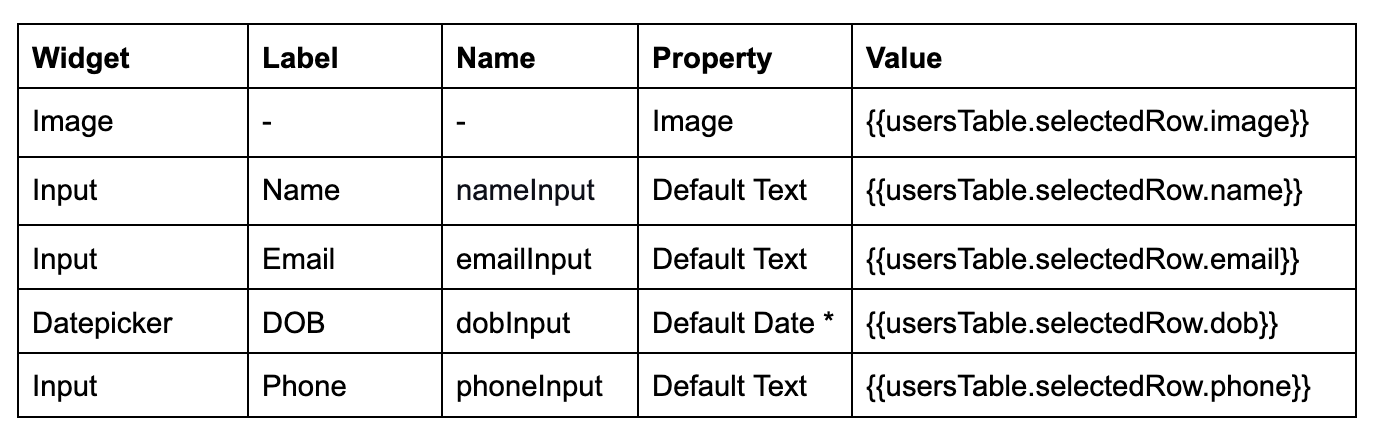 Widget Label Name Property Value
Image - - Image {{usersTable.selectedRow.image}}
Input Name nameInput Default Text {{usersTable.selectedRow.name}}
Input Email emailInput Default Text {{usersTable.selectedRow.email}}
Datepicker DOB dobInput Default Date * {{usersTable.selectedRow.dob}}
Input Phone phoneInput Default Text {{usersTable.selectedRow.phone}}